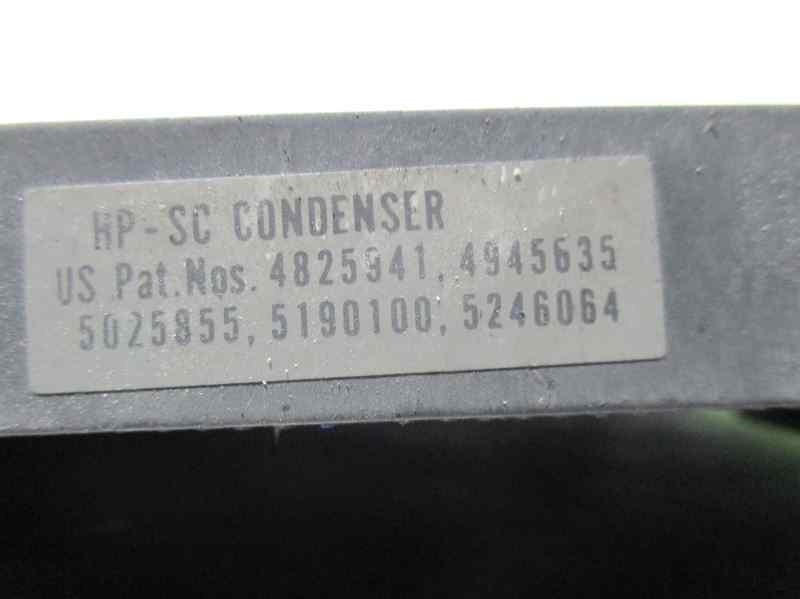 HP-SC CONDENSER
US Pat.Nos. 4825941, 4945635
5025855, 5190100, 5246064